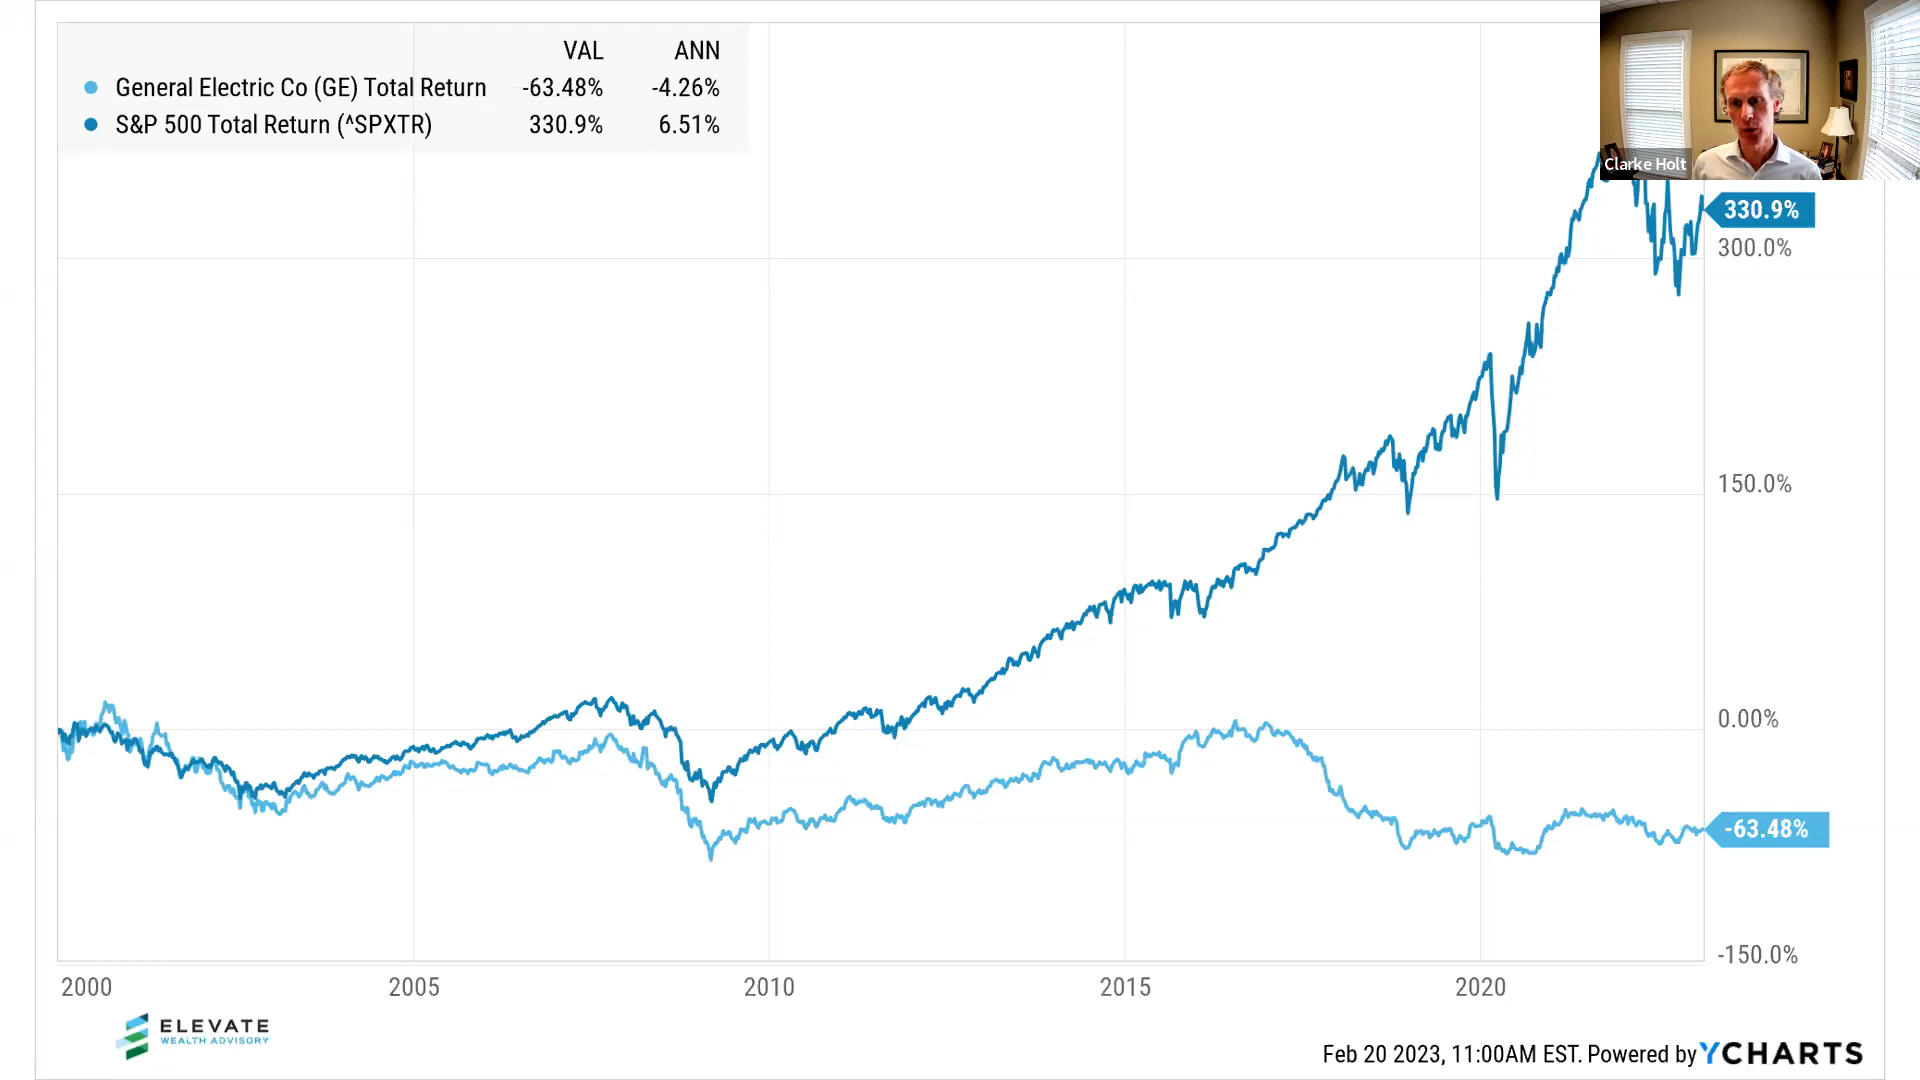 VAL ANN
General Electric Co (GE) Total Return -63.48% -4.26%
S&P 500 Total Return (^SPXTR) 330.9% 6.51%
Clarke Holt
330.9%
300.0%
150.0%
0.00%
-63.48%
-150.0%
2000 2005 2010 2015 2020
ELEVATE
WEALTH ADVISORY
Feb 20 2023, 11:00AM EST. Powered by YCHARTS